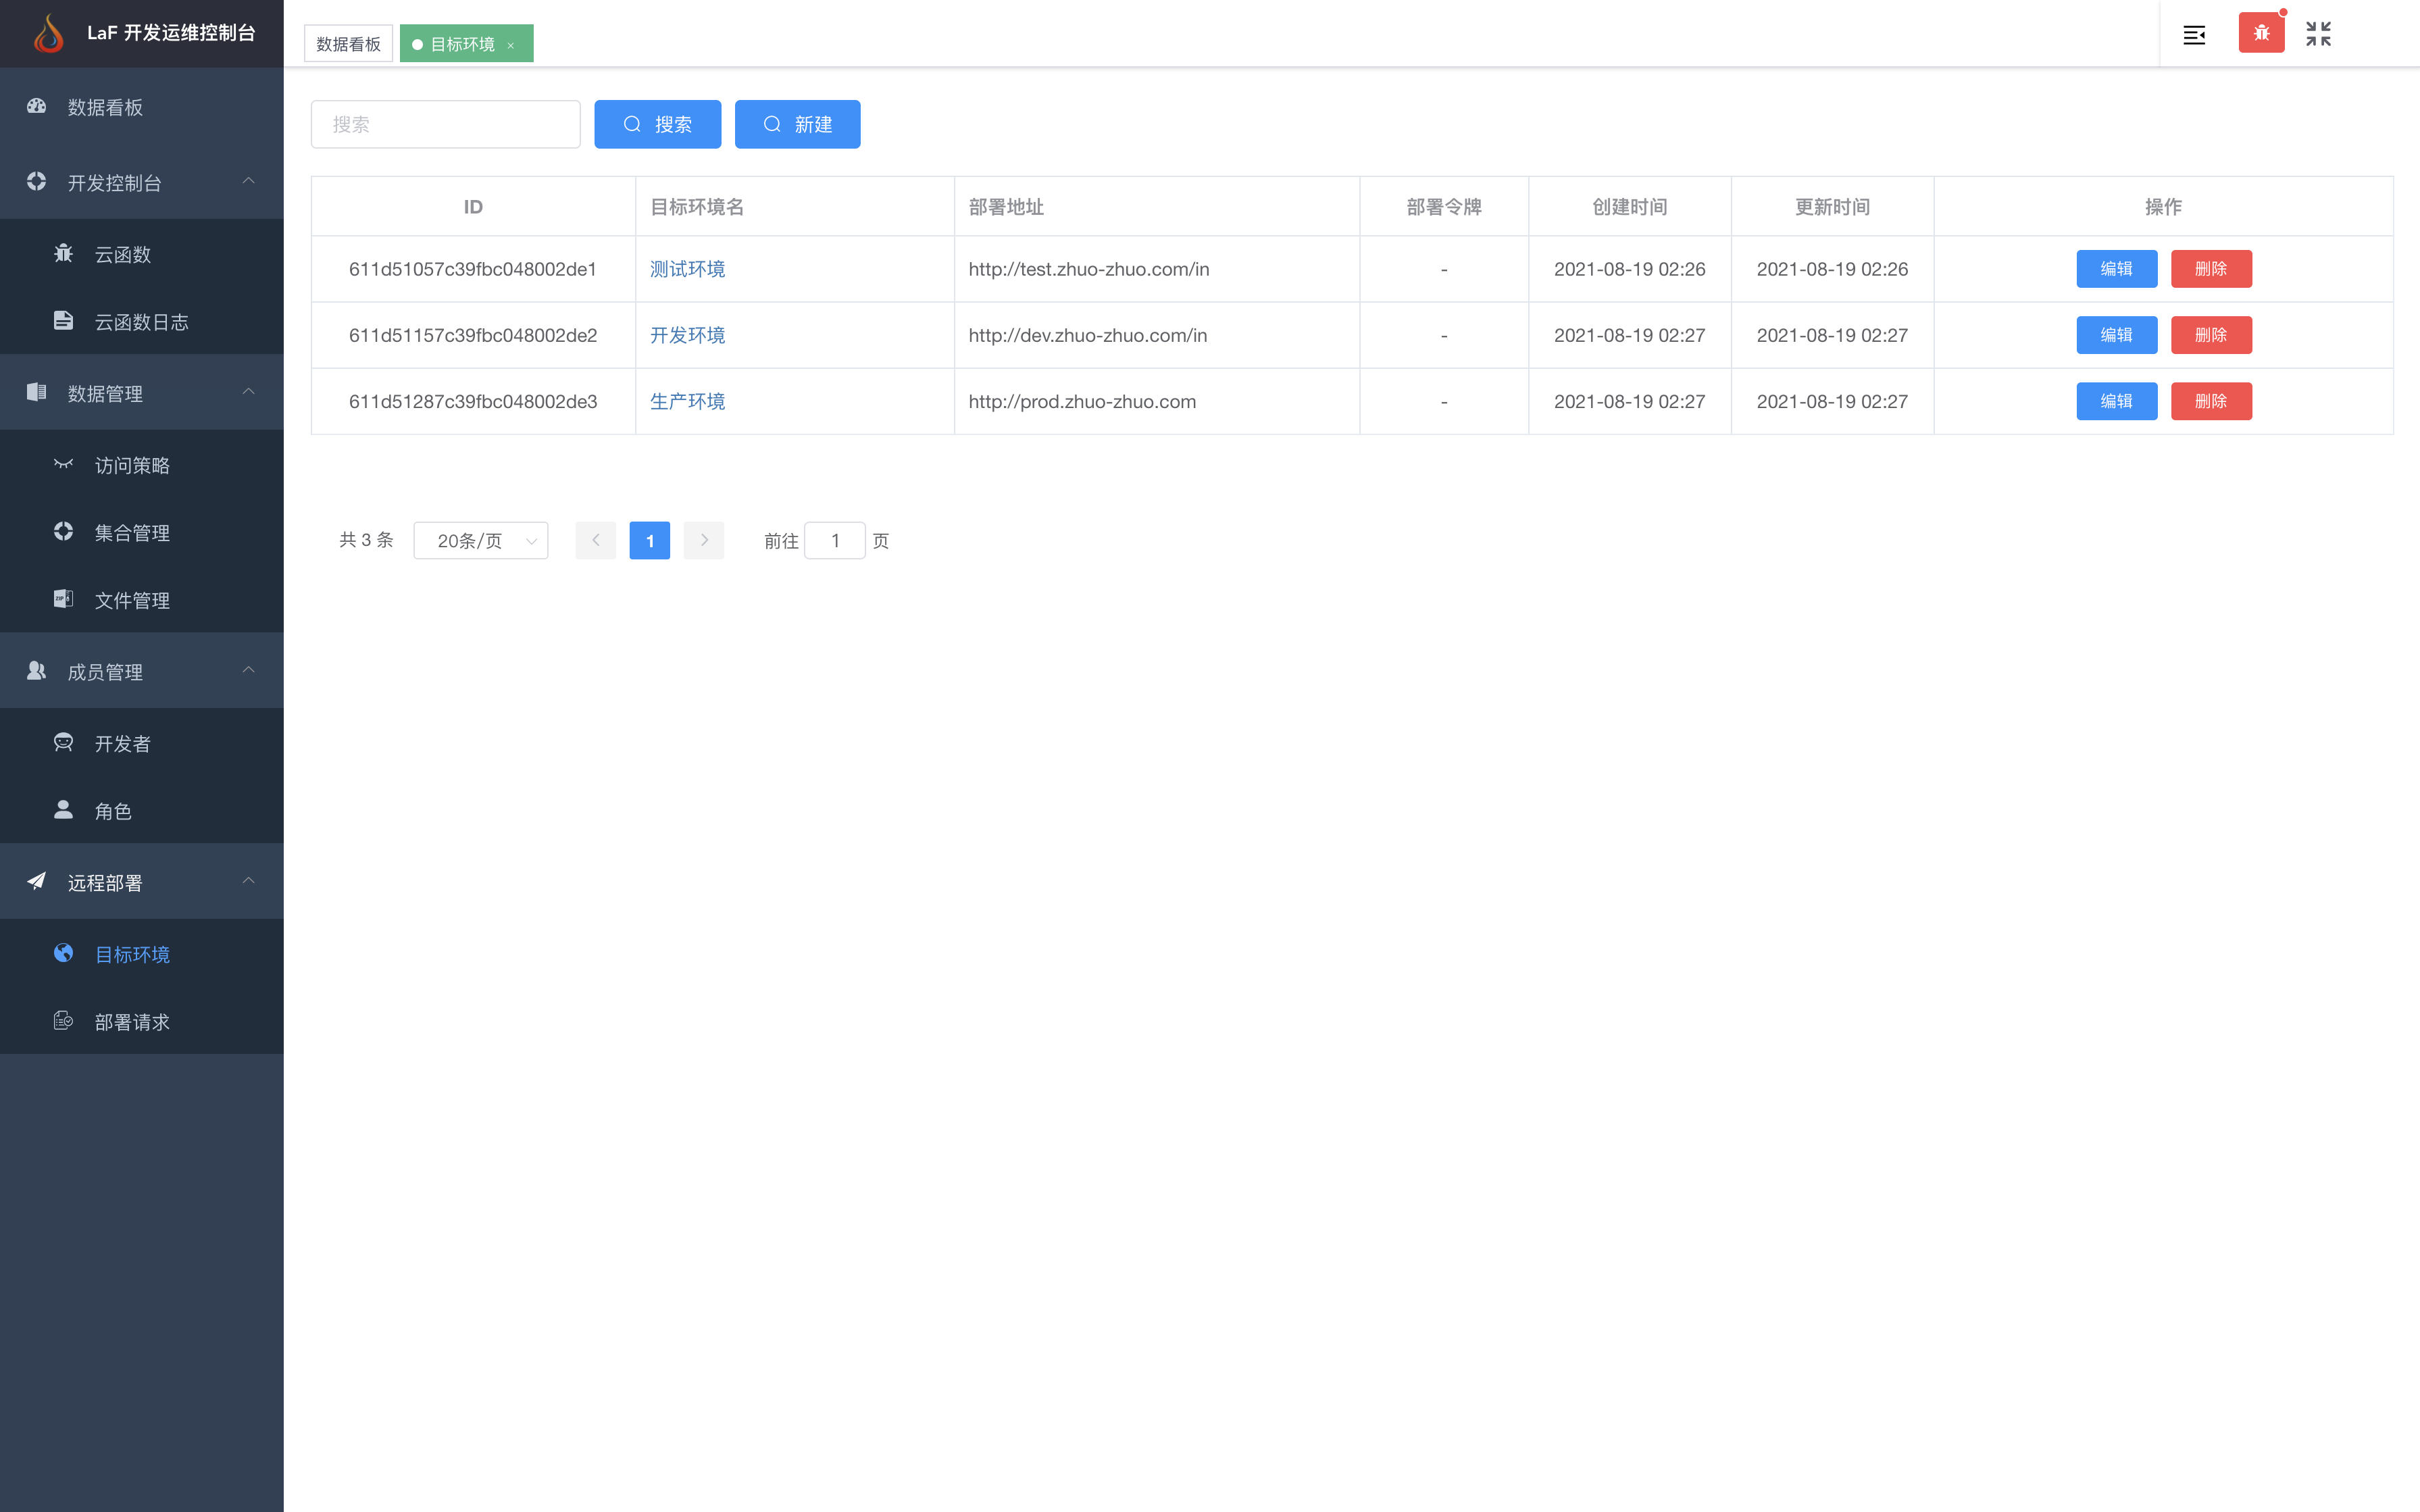 LaF 开发运维控制台
数据看板
开发控制台
云函数
云函数日志
数据管理
访问策略
集合管理
文件管理
成员管理
开发者
角色
远程部署
目标环境
部署请求
数据看板 目标环境 ×
搜索 搜索 新建
ID 目标环境名 部署地址 部署令牌 创建时间 更新时间 操作
611d51057c39fbc048002de1 测试环境 http://test.zhuo-zhuo.com/in - 2021-08-19 02:26 2021-08-19 02:26 编辑 删除
611d51157c39fbc048002de2 开发环境 http://dev.zhuo-zhuo.com/in - 2021-08-19 02:27 2021-08-19 02:27 编辑 删除
611d51287c39fbc048002de3 生产环境 http://prod.zhuo-zhuo.com - 2021-08-19 02:27 2021-08-19 02:27 编辑 删除
共 3 条 20条/页 1 前往 1 页